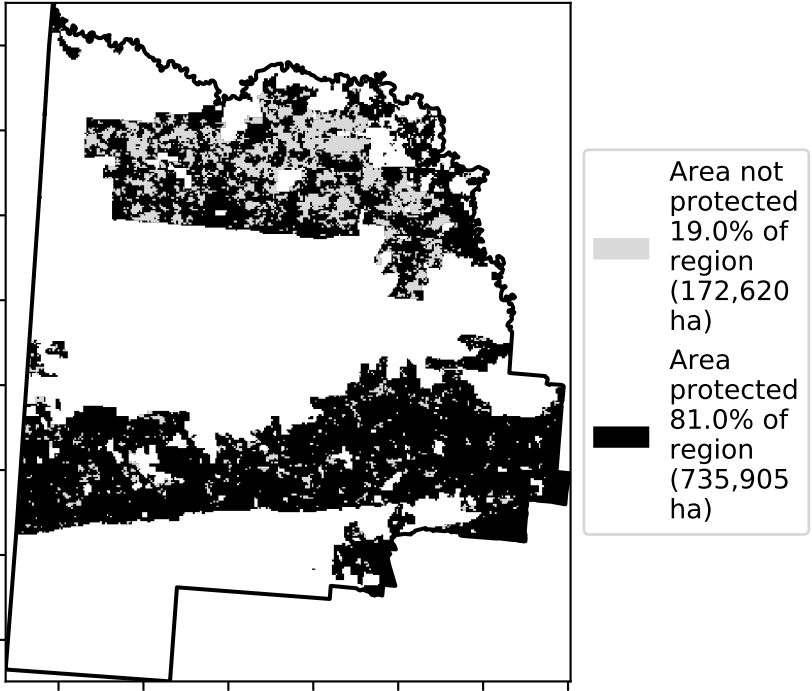 Area not
protected
19.0% of
region
(172,620
ha)
Area
protected
81.0% of
region
(735,905
ha)